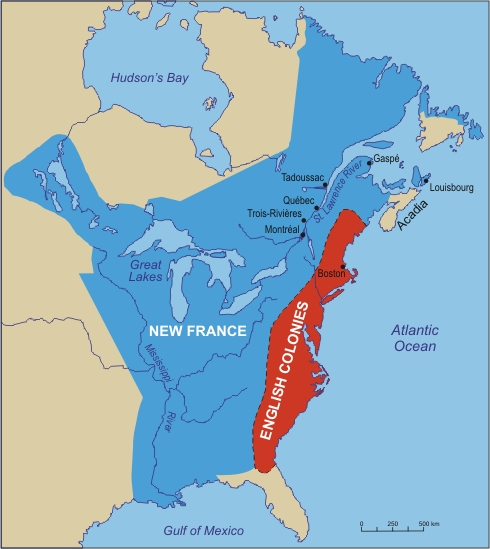 Hudson's Bay
Gaspé
Tadoussac
Louisbourg
St. Lawrence River
Québec
Trois-Rivières
Acadia
Montréal
Great
Lakes
Boston
NEW FRANCE
ENGLISH COLONIES
Atlantic
Ocean
Mississippi
River
Gulf of Mexico
0 250 500 km